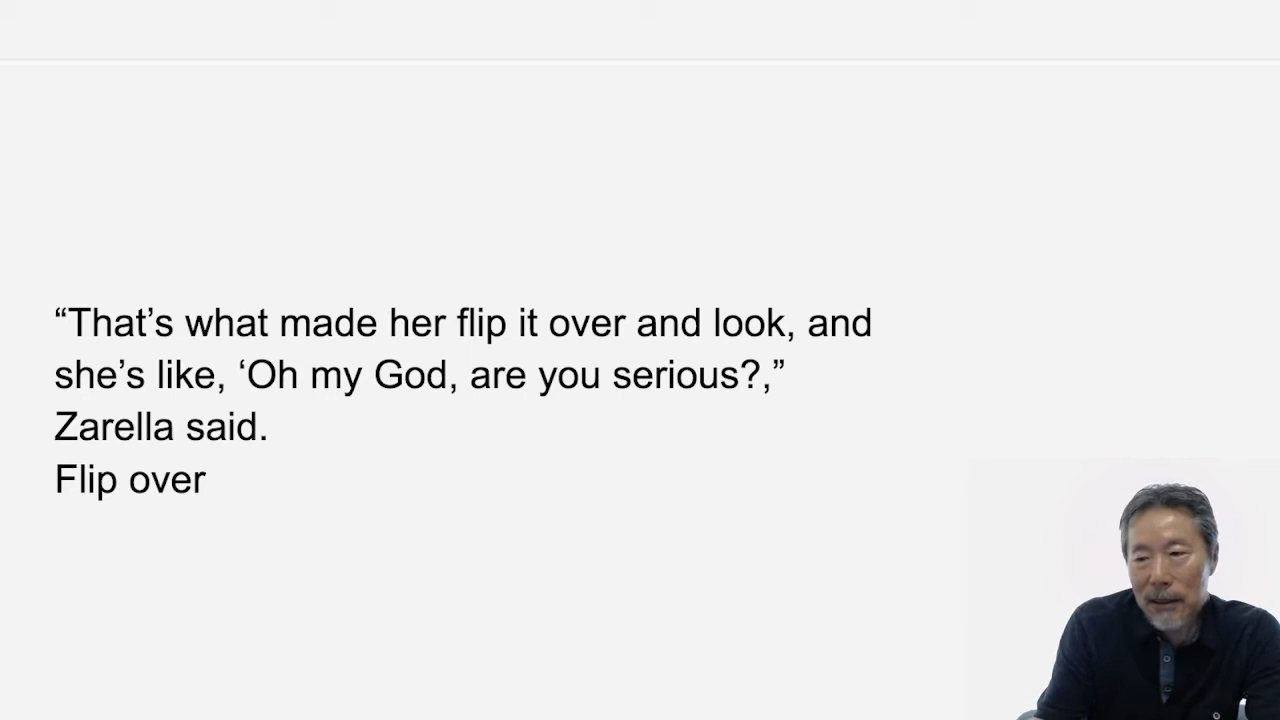 “That’s what made her flip it over and look, and
she’s like, ‘Oh my God, are you serious?,”
Zarella said.
Flip over